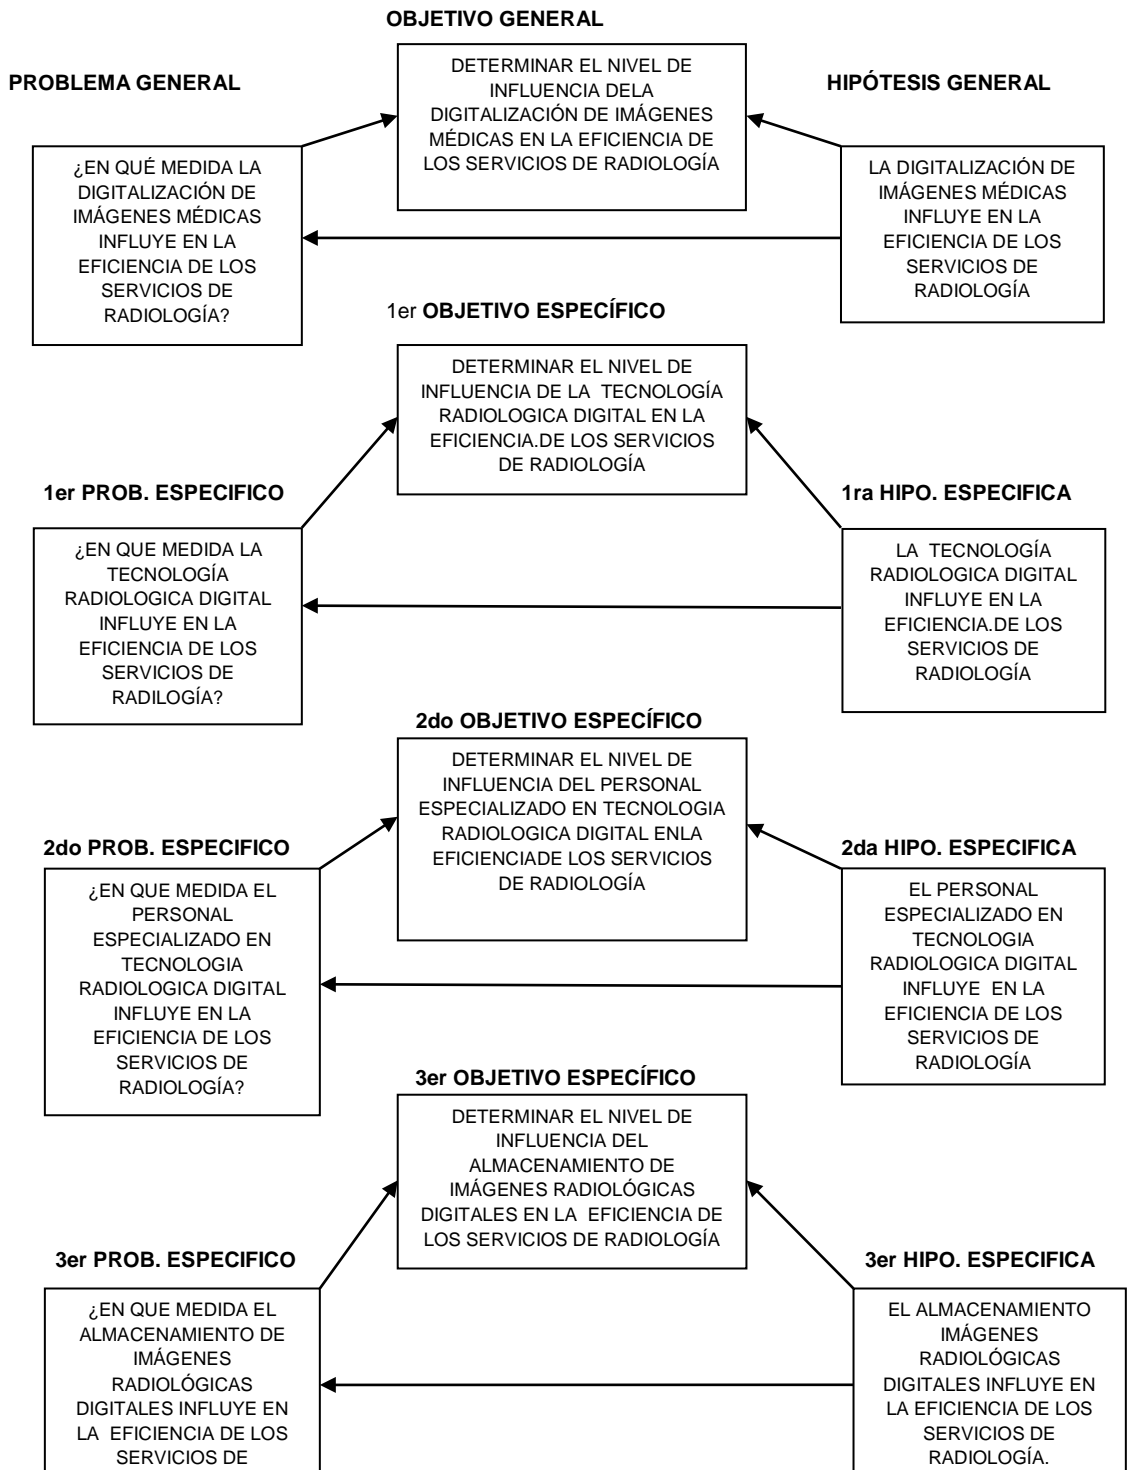 OBJETIVO GENERAL
PROBLEMA GENERAL
HIPÓTESIS GENERAL
DETERMINAR EL NIVEL DE
INFLUENCIA DELA
DIGITALIZACIÓN DE IMÁGENES
MÉDICAS EN LA EFICIENCIA DE
LOS SERVICIOS DE RADIOLOGÍA
¿EN QUÉ MEDIDA LA
DIGITALIZACIÓN DE
IMÁGENES MÉDICAS
INFLUYE EN LA
EFICIENCIA DE LOS
SERVICIOS DE
RADIOLOGÍA?
LA DIGITALIZACIÓN DE
IMÁGENES MÉDICAS
INFLUYE EN LA
EFICIENCIA DE LOS
SERVICIOS DE
RADIOLOGÍA
1er OBJETIVO ESPECÍFICO
DETERMINAR EL NIVEL DE
INFLUENCIA DE LA  TECNOLOGÍA
RADIOLOGICA DIGITAL EN LA
EFICIENCIA.DE LOS SERVICIOS
DE RADIOLOGÍA
1er PROB. ESPECIFICO
1ra HIPO. ESPECIFICA
¿EN QUE MEDIDA LA
TECNOLOGÍA
RADIOLOGICA DIGITAL
INFLUYE EN LA
EFICIENCIA DE LOS
SERVICIOS DE
RADILOGÍA?
LA  TECNOLOGÍA
RADIOLOGICA DIGITAL
INFLUYE EN LA
EFICIENCIA.DE LOS
SERVICIOS DE
RADIOLOGÍA
2do OBJETIVO ESPECÍFICO
DETERMINAR EL NIVEL DE
INFLUENCIA DEL PERSONAL
ESPECIALIZADO EN TECNOLOGIA
RADIOLOGICA DIGITAL ENLA
EFICIENCIADE LOS SERVICIOS
DE RADIOLOGÍA
2do PROB. ESPECIFICO
2da HIPO. ESPECIFICA
¿EN QUE MEDIDA EL
PERSONAL
ESPECIALIZADO EN
TECNOLOGIA
RADIOLOGICA DIGITAL
INFLUYE EN LA
EFICIENCIA DE LOS
SERVICIOS DE
RADIOLOGÍA?
EL PERSONAL
ESPECIALIZADO EN
TECNOLOGIA
RADIOLOGICA DIGITAL
INFLUYE  EN LA
EFICIENCIA DE LOS
SERVICIOS DE
RADIOLOGÍA
3er OBJETIVO ESPECÍFICO
DETERMINAR EL NIVEL DE
INFLUENCIA DEL
ALMACENAMIENTO DE
IMÁGENES RADIOLÓGICAS
DIGITALES EN LA  EFICIENCIA DE
LOS SERVICIOS DE RADIOLOGÍA
3er PROB. ESPECIFICO
3er HIPO. ESPECIFICA
¿EN QUE MEDIDA EL
ALMACENAMIENTO DE
IMÁGENES
RADIOLÓGICAS
DIGITALES INFLUYE EN
LA  EFICIENCIA DE LOS
SERVICIOS DE
EL ALMACENAMIENTO
IMÁGENES
RADIOLÓGICAS
DIGITALES INFLUYE EN
LA EFICIENCIA DE LOS
SERVICIOS DE
RADIOLOGÍA.